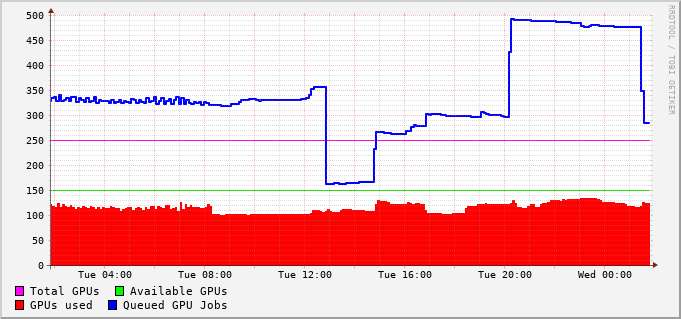 500
450
400
350
300
250
200
150
100
50
0
Tue 04:00 Tue 08:00 Tue 12:00 Tue 16:00 Tue 20:00 Wed 00:00
Total GPUs Available GPUs
GPUs used Queued GPU Jobs
RRDTOOL / TOBI OETIKER